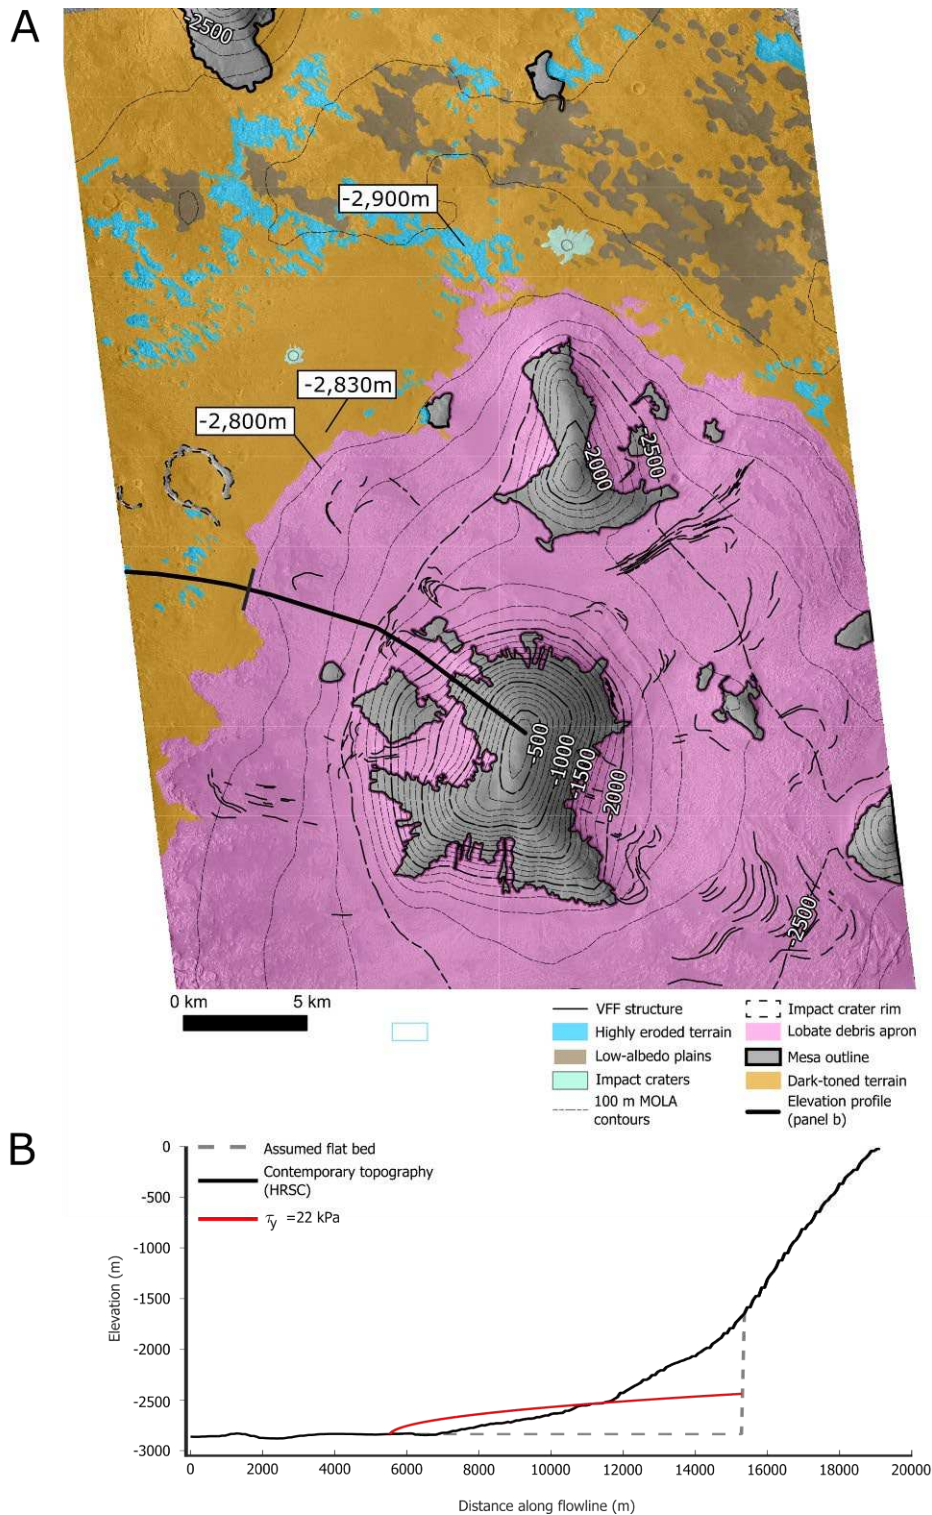 A
-2500
-2,900m
-2,830m
-2,800m
-2500
-2000
-500
-1000
-1500
-2000
-2500
0 km 5 km
VFF structure
Highly eroded terrain
Low-albedo plains
Impact craters
100 m MOLA
contours
Impact crater rim
Lobate debris apron
Mesa outline
Dark-toned terrain
Elevation profile
(panel b)
B
Assumed flat bed
Contemporary topography
(HRSC)
τy =22 kPa
Elevation (m)
0
-500
-1000
-1500
-2000
-2500
-3000
0 2000 4000 6000 8000 10000 12000 14000 16000 18000 20000
Distance along flowline (m)